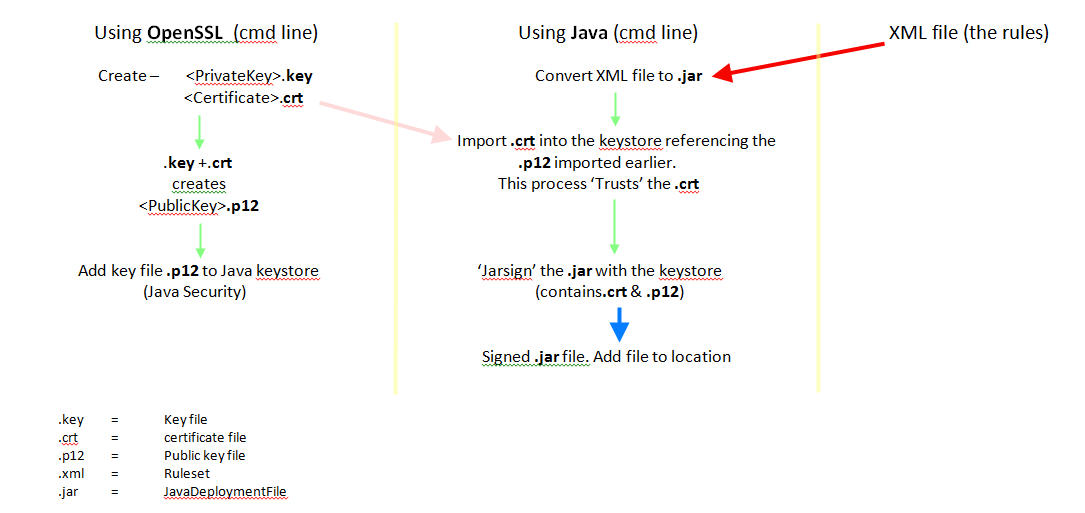 Using OpenSSL (cmd line)
Create – <PrivateKey>.key
<Certificate>.crt
.key +.crt
creates
<PublicKey>.p12
Add key file .p12 to Java keystore
(Java Security)
Using Java (cmd line)
Convert XML file to .jar
Import .crt into the keystore referencing the
.p12 imported earlier.
This process ‘Trusts’ the .crt
‘Jarsign’ the .jar with the keystore
(contains.crt & .p12)
Signed .jar file. Add file to location
XML file (the rules)
.key = Key file
.crt = certificate file
.p12 = Public key file
.xml = Ruleset
.jar = JavaDeploymentFile